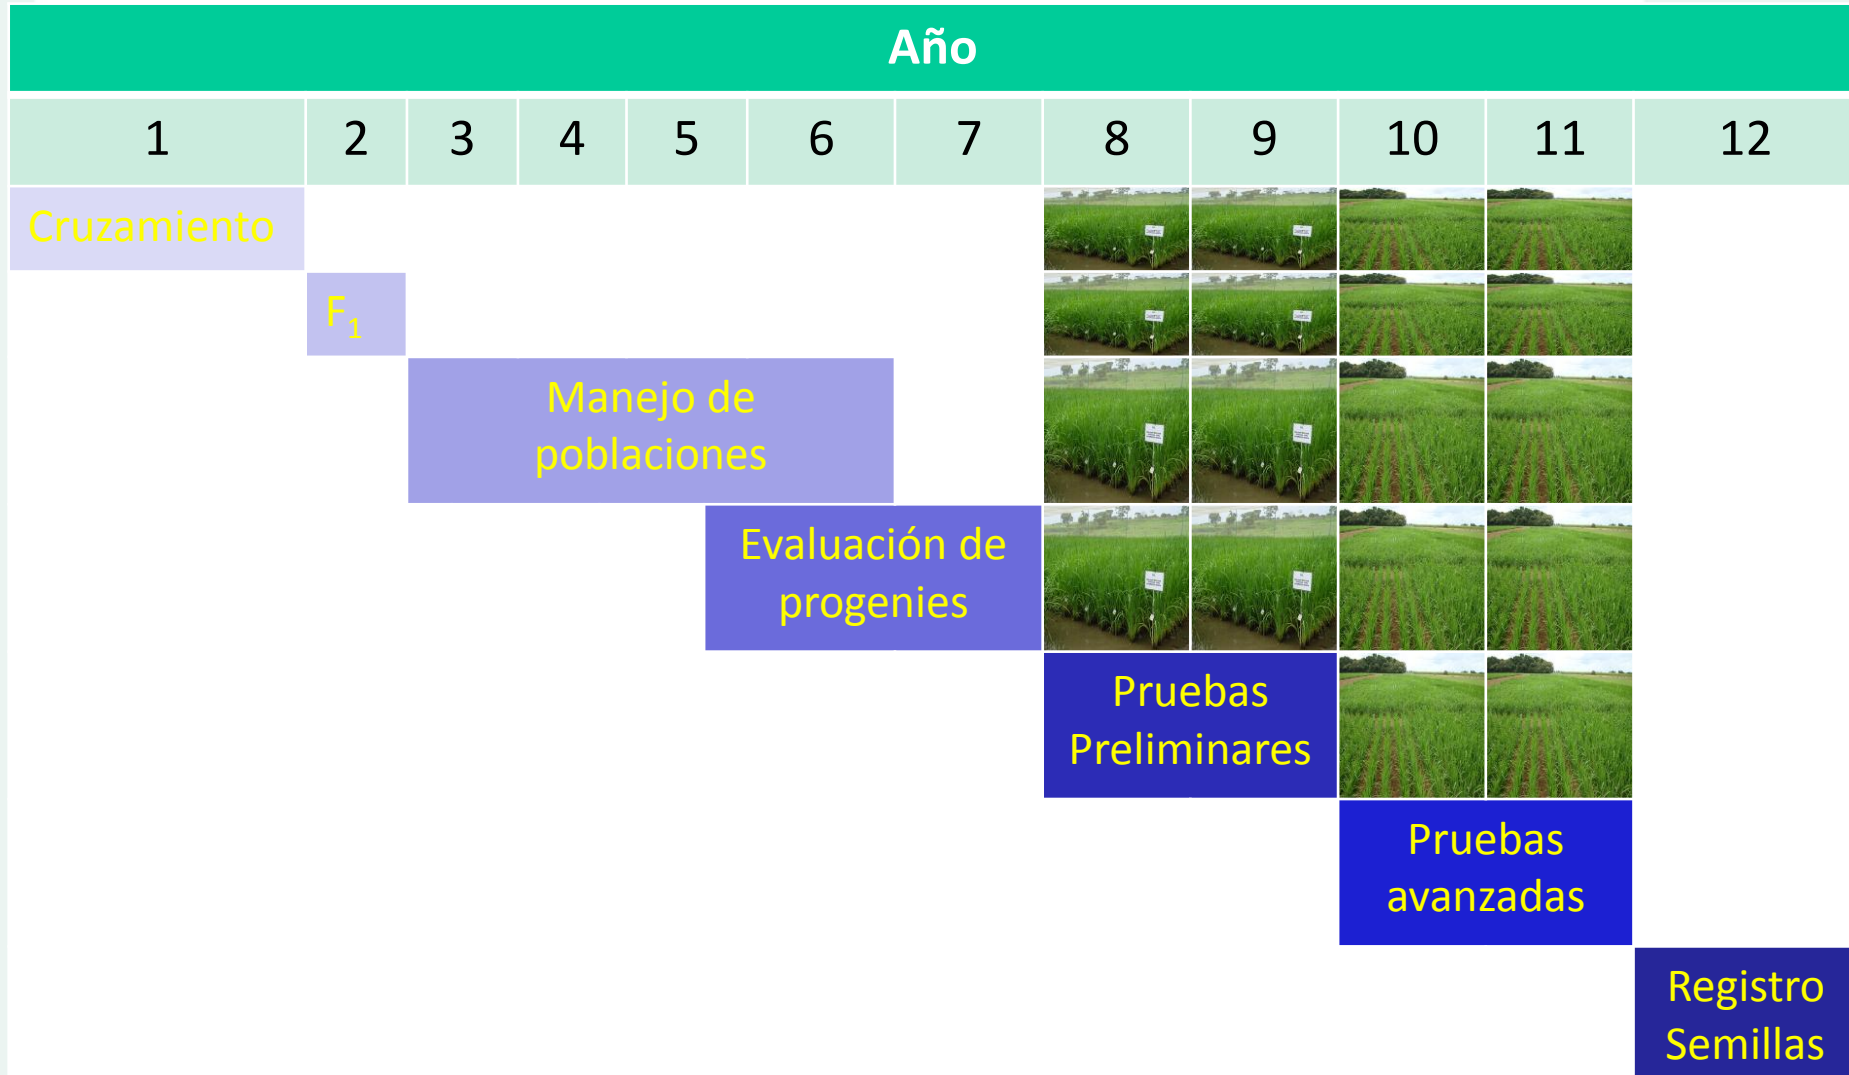 Año
1 2 3 4 5 6 7 8 9 10 11 12
Cruzamiento
F₁
Manejo de
poblaciones
Evaluación de
progenies
Pruebas
Preliminares
Pruebas
avanzadas
Registro
Semillas